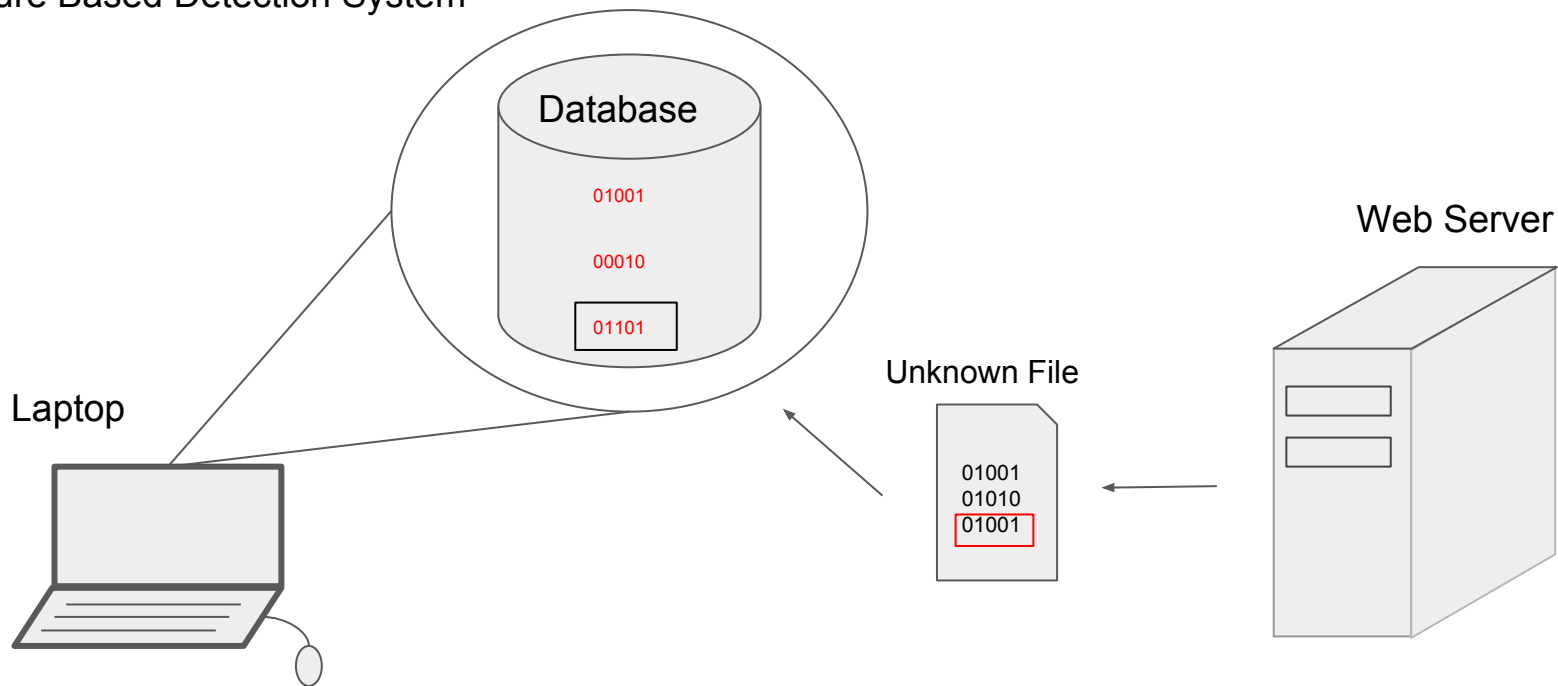 ure Based Detection System
Database
01001
00010
01101
Web Server
Unknown File
01001
01010
01001
Laptop